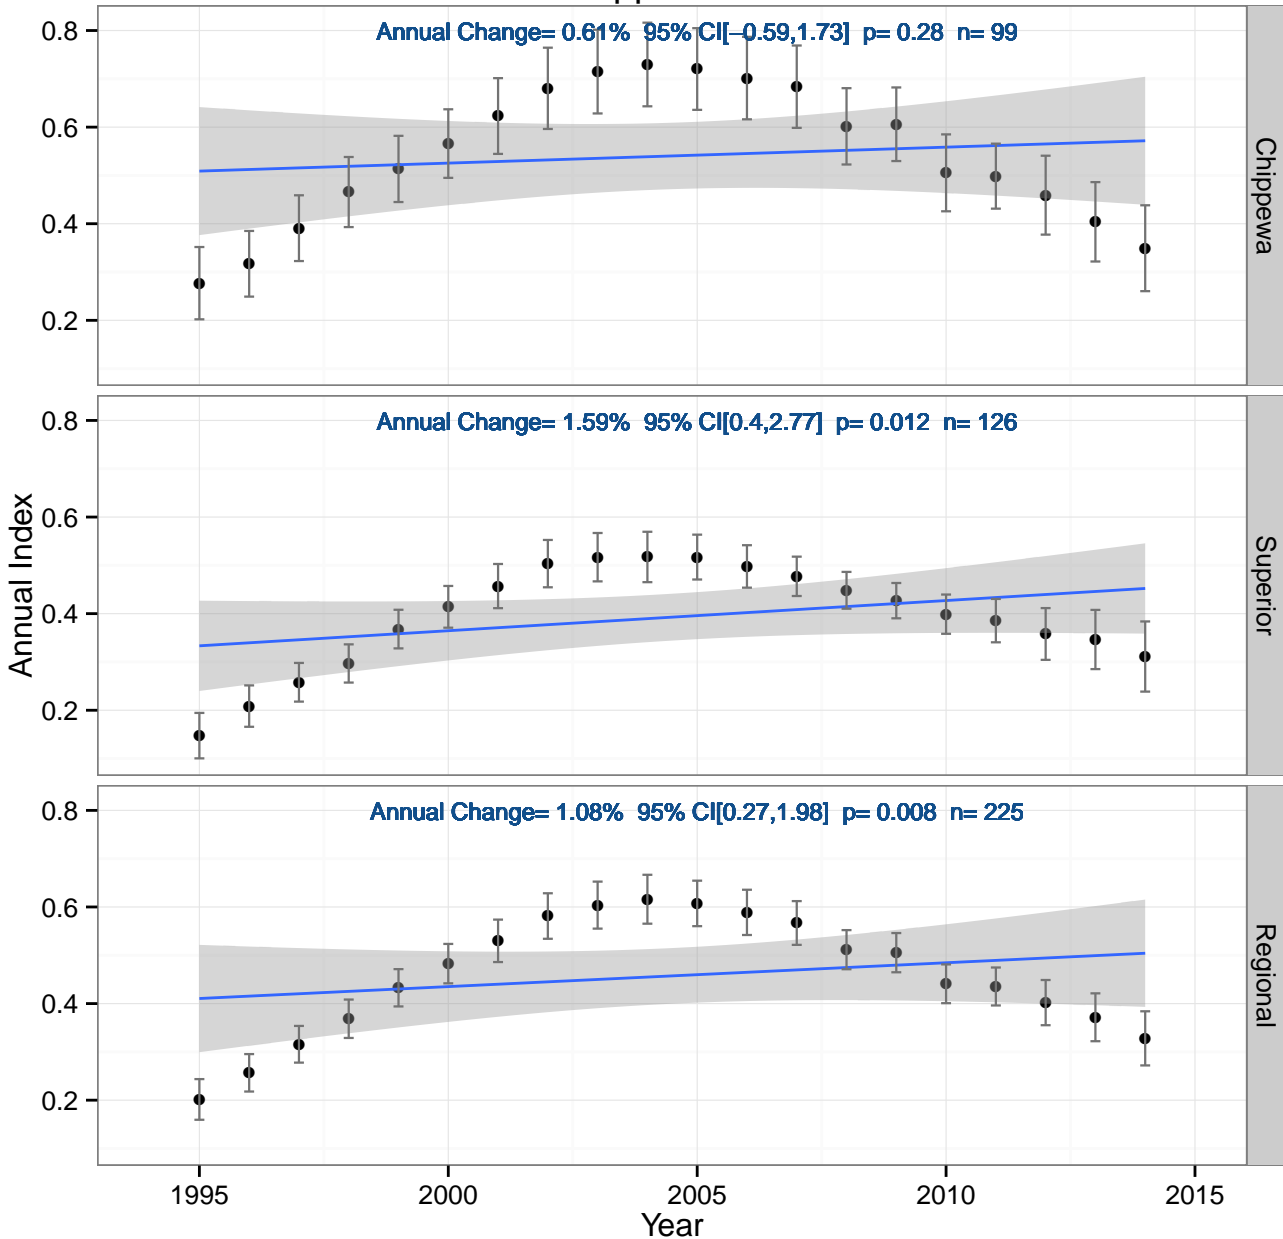 Annual Change= 0.61%  95% CI[−0.59,1.73]  p= 0.28  n= 99
0.8
0.6
0.4
0.2
Chippewa
Annual Change= 1.59%  95% CI[0.4,2.77]  p= 0.012  n= 126
0.8
0.6
0.4
0.2
Superior
Annual Index
Annual Change= 1.08%  95% CI[0.27,1.98]  p= 0.008  n= 225
0.8
0.6
0.4
0.2
Regional
1995 2000 2005 2010 2015
Year